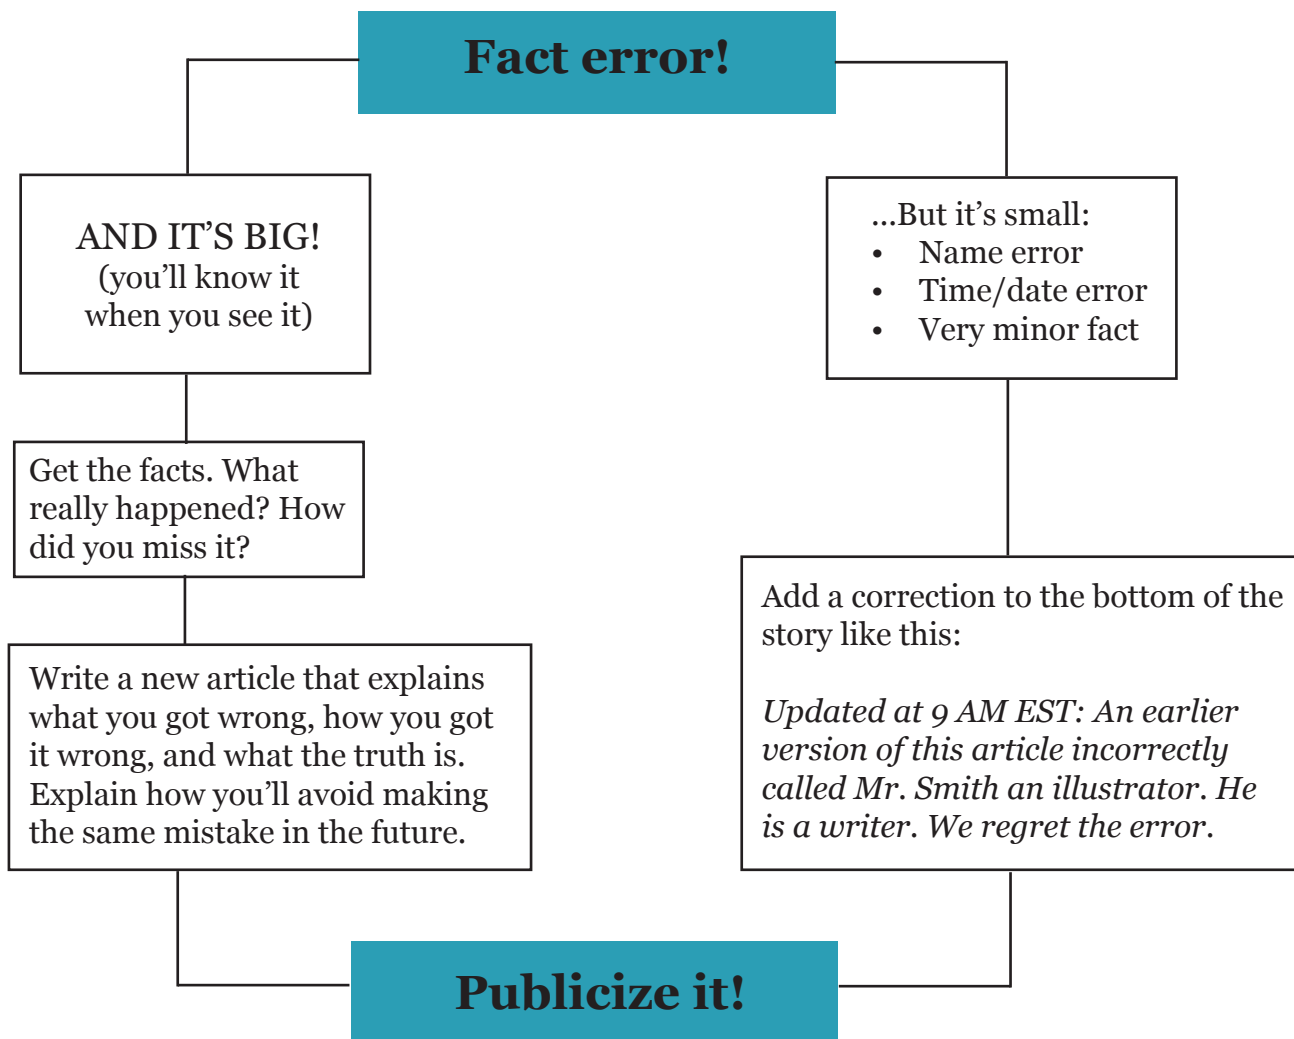 Fact error!
AND IT’S BIG!
(you’ll know it
when you see it)
Get the facts. What
really happened? How
did you miss it?
Write a new article that explains
what you got wrong, how you got
it wrong, and what the truth is.
Explain how you’ll avoid making
the same mistake in the future.
...But it’s small:
• Name error
• Time/date error
• Very minor fact
Add a correction to the bottom of the
story like this:
Updated at 9 AM EST: An earlier
version of this article incorrectly
called Mr. Smith an illustrator. He
is a writer. We regret the error.
Publicize it!